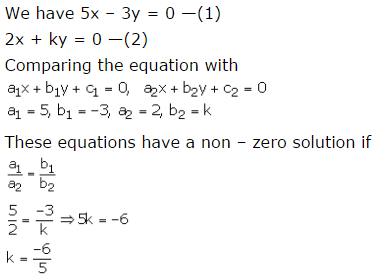 We have 5x – 3y = 0 —(1)
2x + ky = 0 —(2)
Comparing the equation with
a₁x + b₁y + c₁ = 0, a₂x + b₂y + c₂ = 0
a₁ = 5, b₁ = –3, a₂ = 2, b₂ = k
These equations have a non – zero solution if
a₁/a₂ = b₁/b₂
5/2 = –3/k ⇒ 5k = –6
k = –6/5